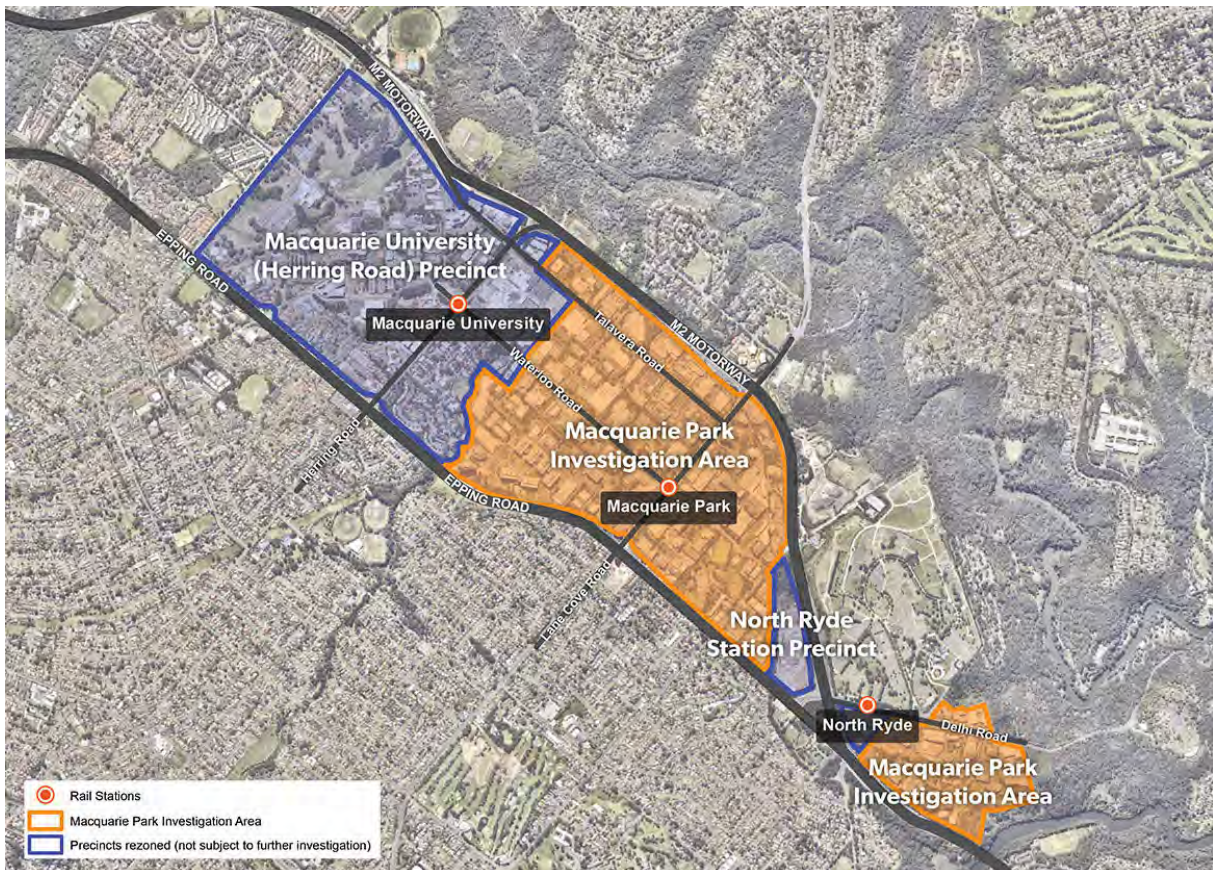 M2 MOTORWAY
EPPING ROAD
Macquarie University
(Herring Road) Precinct
Macquarie University
Talavera Road
M2 MOTORWAY
Waterloo Road
Herring Road
Macquarie Park
Investigation Area
Macquarie Park
EPPING ROAD
Lane Cove Road
North Ryde
Station Precinct
North Ryde
Delhi Road
Macquarie Park
Investigation Area
Rail Stations
Macquarie Park Investigation Area
Precincts rezoned (not subject to further investigation)